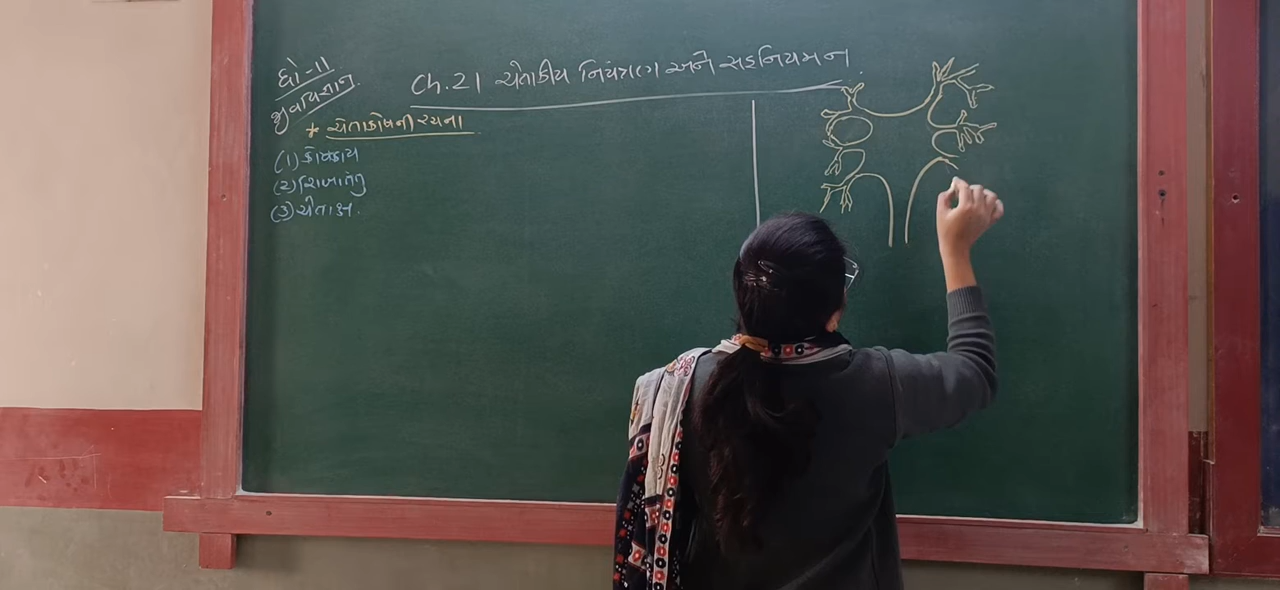 ધો-11
જીવવિજ્ઞાન
Ch.21 ચેતાકીય નિયંત્રણ અને સહનિયમન
* ચેતાકોષની રચના
(1) કોષકાય
(2) શિખાતંતુ
(3) ચેતાક્ષ.